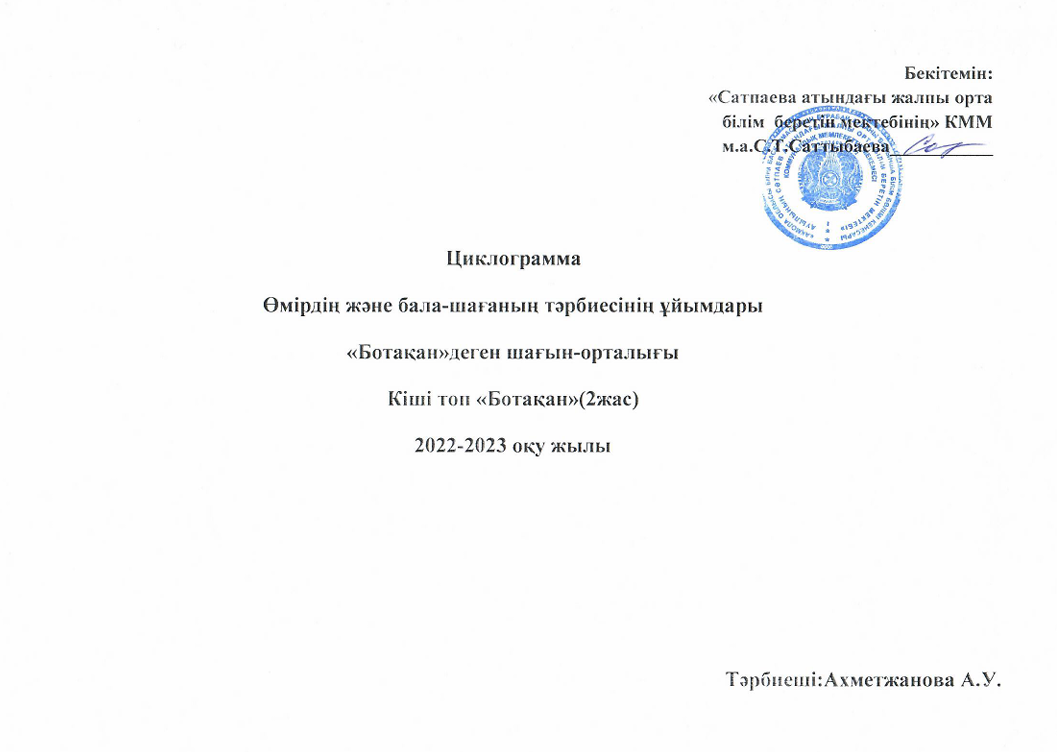 Бекітемін:
«Сатпаева атындағы жалпы орта
білім беретін мектебінің» КММ
м.а.С.Т.Саттыбаева
Циклограмма
Өмірдің және бала-шағаның тәрбиесінің ұйымдары
«Ботақан»деген шағын-орталығы
Кіші топ «Ботақан»(2жас)
2022-2023 оқу жылы
Тәрбиеші:Ахметжанова А.У.